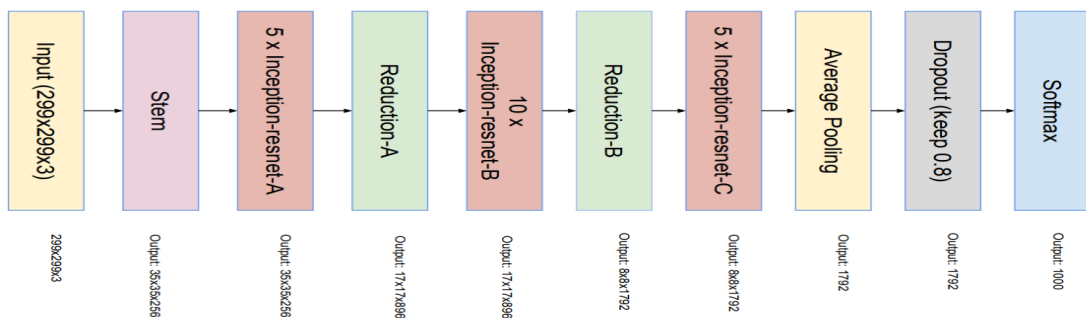 Input (299x299x3)
Stem
5 x Inception-resnet-A
Reduction-A
10 x
Inception-resnet-B
Reduction-B
5 x Inception-resnet-C
Average Pooling
Dropout (keep 0.8)
Softmax
299x299x3
Output: 35x35x256
Output: 35x35x256
Output: 17x17x896
Output: 17x17x896
Output: 8x8x1792
Output: 8x8x1792
Output: 1792
Output: 1792
Output: 1000